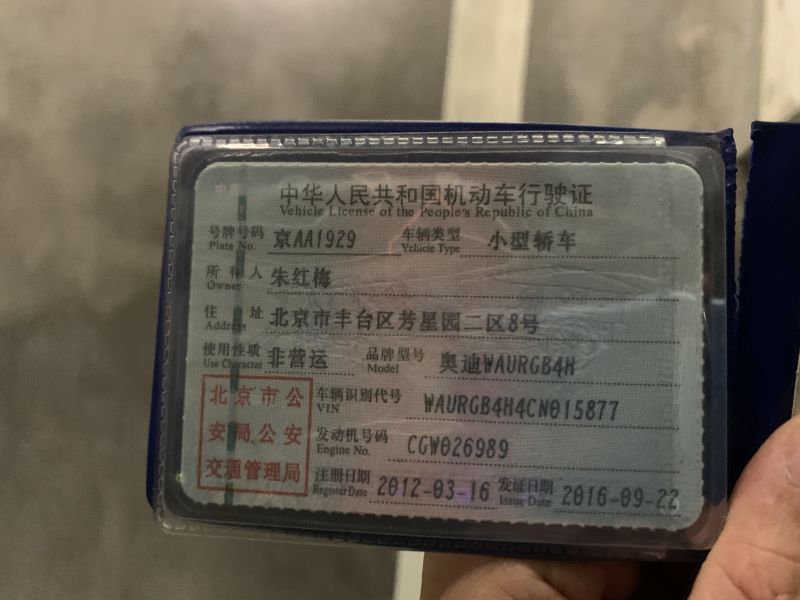 中华人民共和国机动车行驶证
Vehicle License of the People's Republic of China
号牌号码 京AA1929 车辆类型 小型轿车
Plate No. Vehicle Type
所有人 朱红梅
Owner
住址 北京市丰台区芳星园二区8号
Address
使用性质 非营运 品牌型号 奥迪WAURGB4H
Use Character Model
北京市公安局公安交通管理局
车辆识别代号 WAURGB4H4CN015877
VIN
发动机号码 CGW026989
Engine No.
注册日期 2012-03-16 发证日期 2016-09-22
Register Date Issue Date